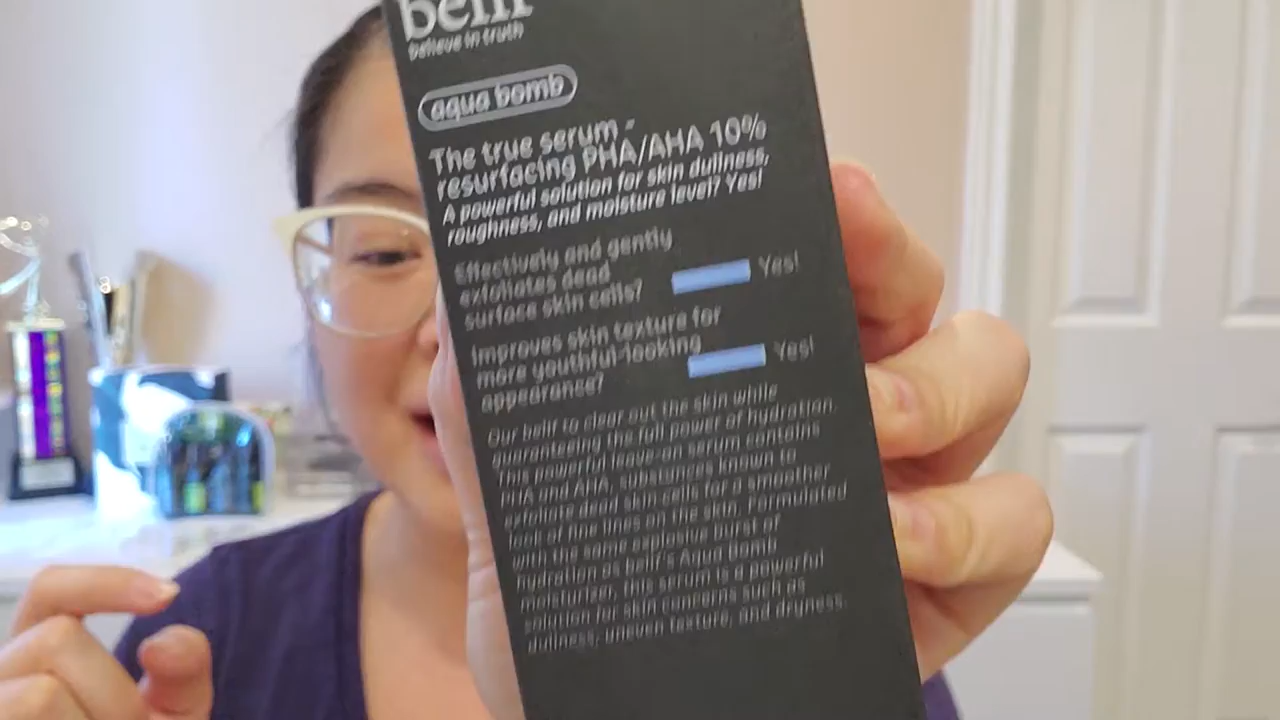 belif
believe in truth
aqua bomb
The true serum -
resurfacing PHA/AHA 10%
A powerful solution for skin dullness,
roughness, and moisture level? Yes!
Effectively and gently
exfoliates dead
surface skin cells? Yes!
Improves skin texture for
more youthful-looking
appearance? Yes!
Our belif to clear out the skin while
guaranteeing the full power of hydration.
This powerful leave-on serum contains
PHA and AHA, substances known to
exfoliate dead skin cells for a smoother
look of fine lines on the skin. Formulated
with the same explosive burst of
hydration as belif's Aqua Bomb
moisturizer, this serum is a powerful
solution for skin concerns such as
dullness, uneven texture, and dryness.